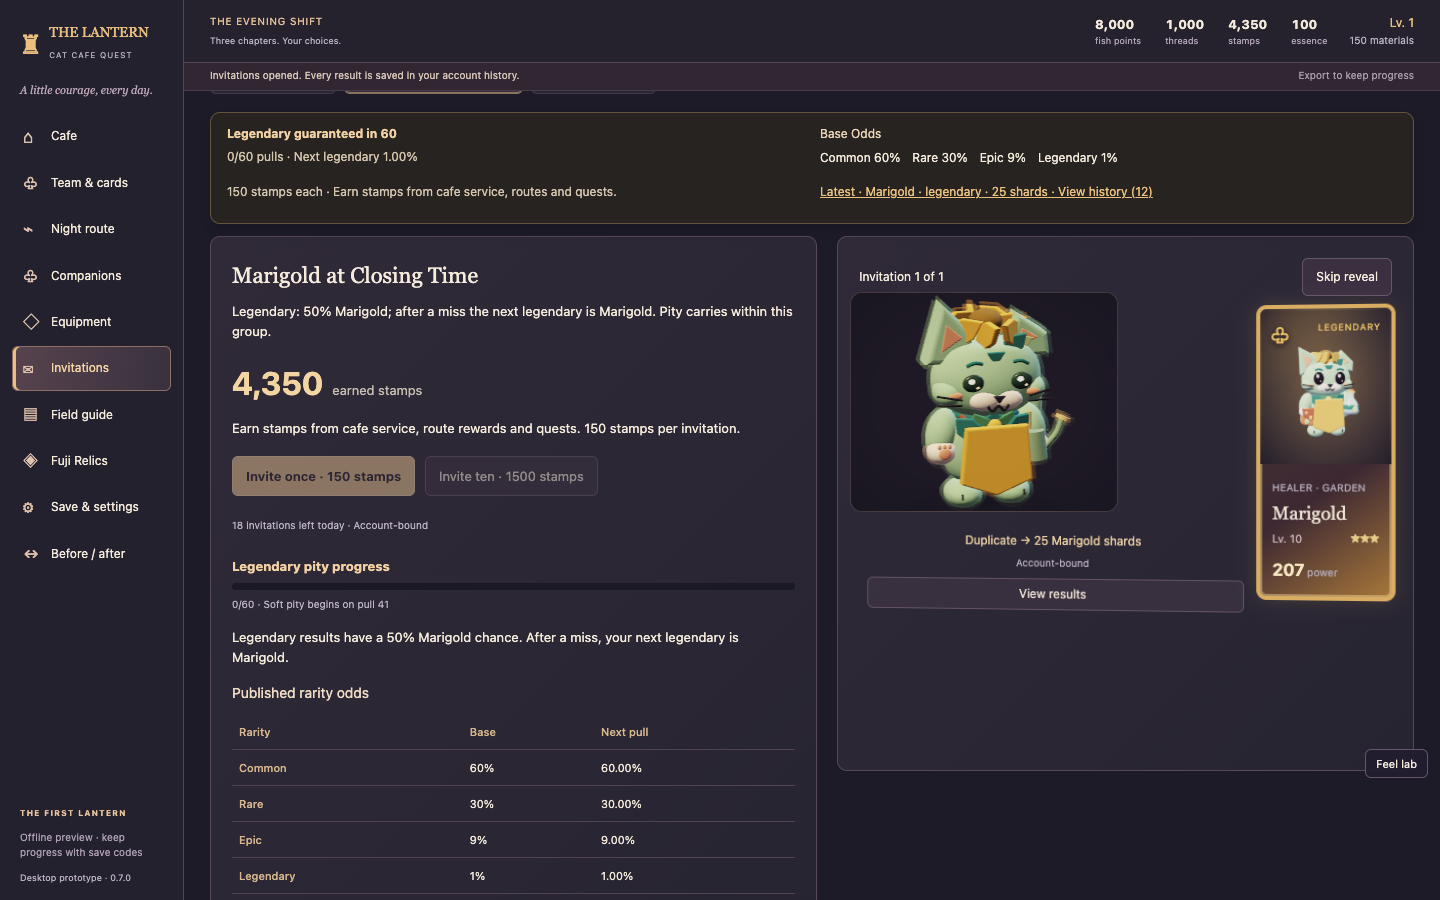 THE LANTERN
CAT CAFE QUEST
A little courage, every day.
Cafe
Team & cards
Night route
Companions
Equipment
Invitations
Field guide
Fuji Relics
Save & settings
Before / after
THE FIRST LANTERN
Offline preview · keep
progress with save codes
Desktop prototype · 0.7.0
THE EVENING SHIFT
Three chapters. Your choices.
8,000
fish points
1,000
threads
4,350
stamps
100
essence
Lv. 1
150 materials
Invitations opened. Every result is saved in your account history.
Export to keep progress
Legendary guaranteed in 60
0/60 pulls · Next legendary 1.00%
150 stamps each · Earn stamps from cafe service, routes and quests.
Base Odds
Common 60% Rare 30% Epic 9% Legendary 1%
Latest · Marigold · legendary · 25 shards · View history (12)
Marigold at Closing Time
Legendary: 50% Marigold; after a miss the next legendary is Marigold. Pity carries within this
group.
4,350 earned stamps
Earn stamps from cafe service, route rewards and quests. 150 stamps per invitation.
Invite once · 150 stamps
Invite ten · 1500 stamps
18 invitations left today · Account-bound
Legendary pity progress
0/60 · Soft pity begins on pull 41
Legendary results have a 50% Marigold chance. After a miss, your next legendary is
Marigold.
Published rarity odds
Rarity Base Next pull
Common 60% 60.00%
Rare 30% 30.00%
Epic 9% 9.00%
Legendary 1% 1.00%
Invitation 1 of 1
Skip reveal
LEGENDARY
HEALER · GARDEN
Marigold
Lv. 10 ★★★
207 power
Duplicate → 25 Marigold shards
Account-bound
View results
Feel lab